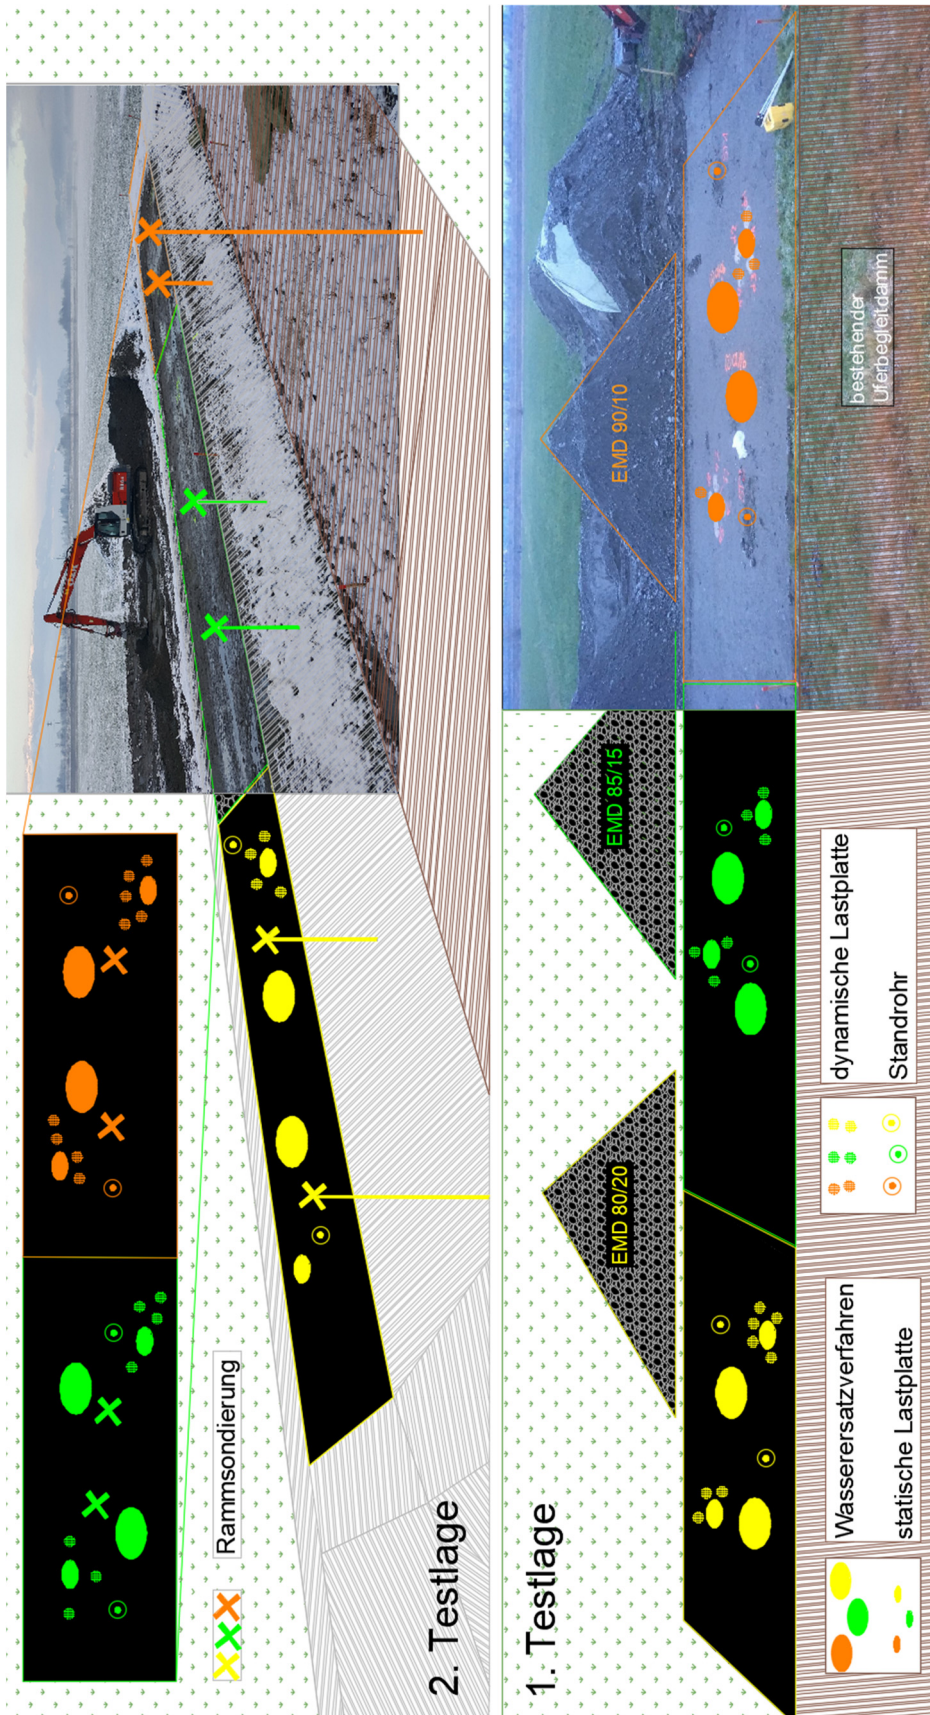 2. Testlage
Rammsondierung
1. Testlage
EMD 80/20
EMD 85/15
EMD 90/10
bestehender
Uferbegleitdamm
Wasserersatzverfahren
statische Lastplatte
dynamische Lastplatte
Standrohr